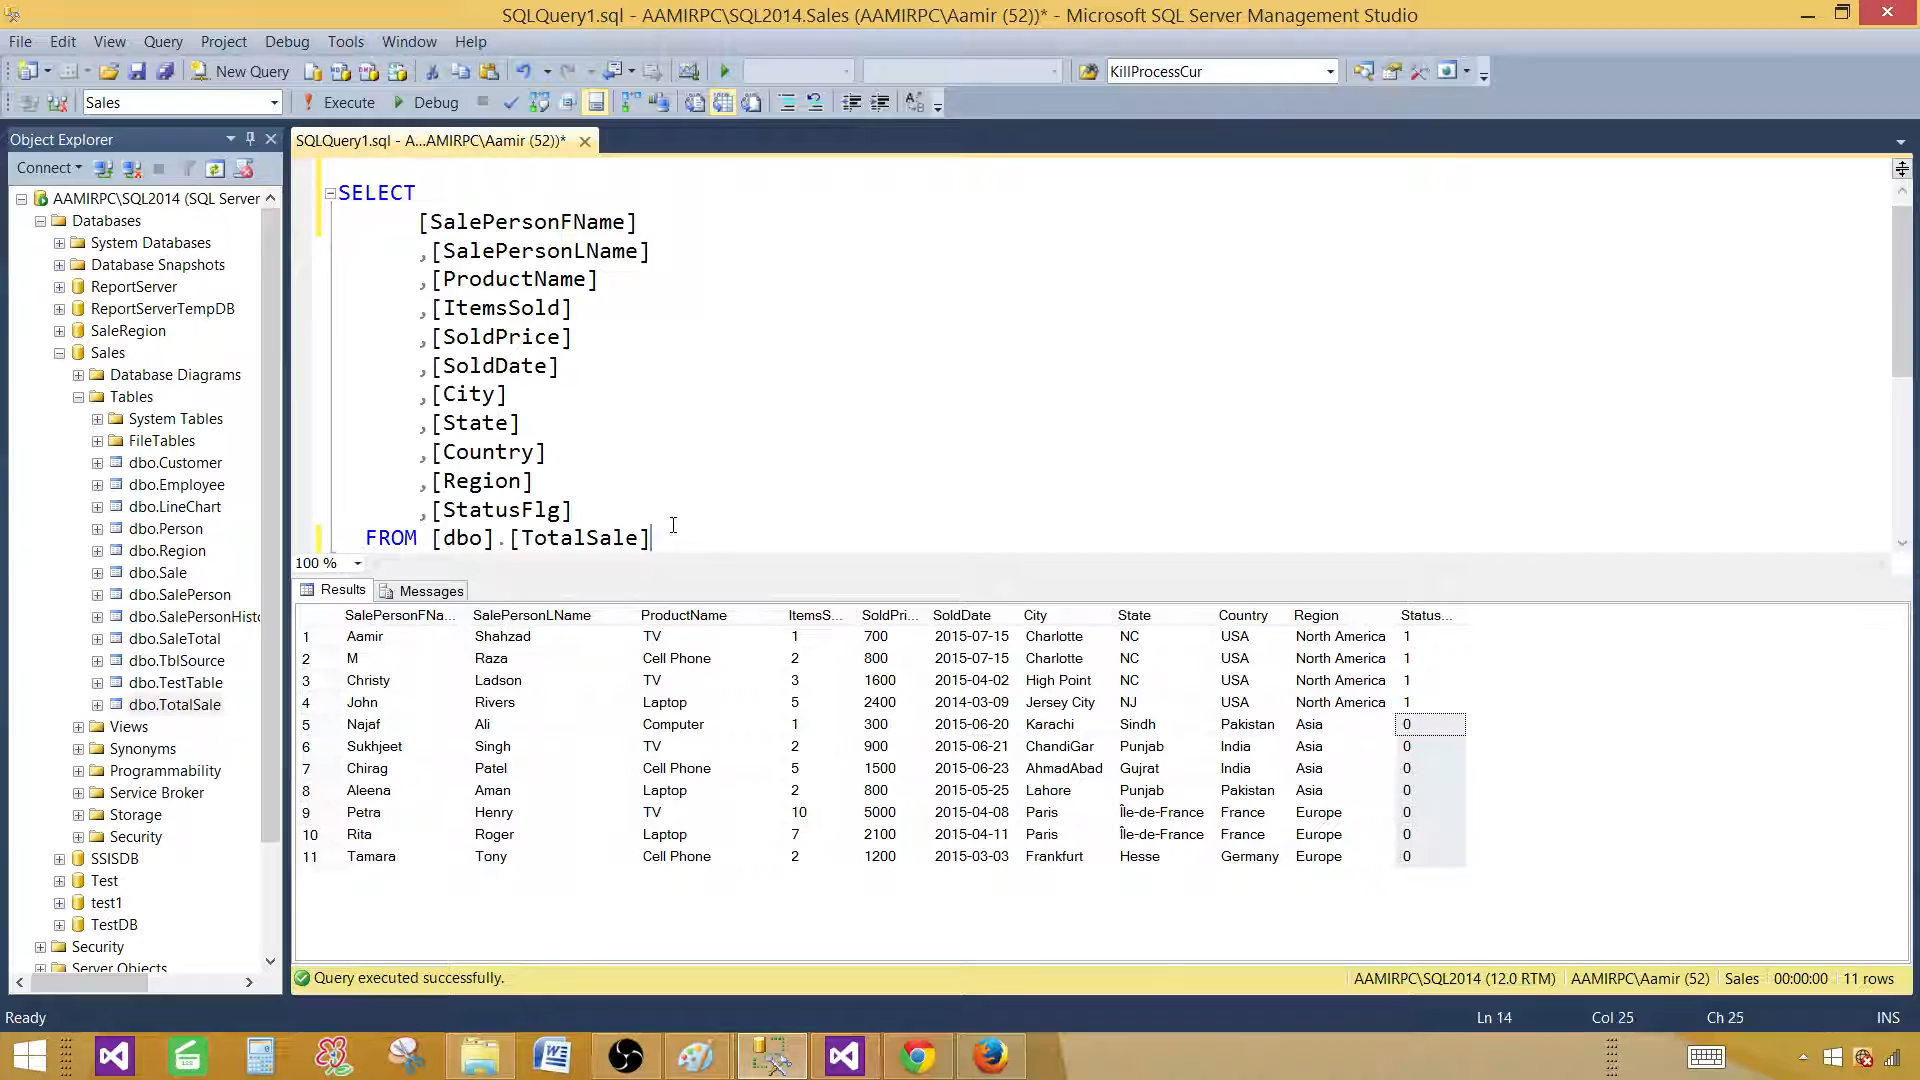 SQLQuery1.sql - AAMIRPC\SQL2014.Sales (AAMIRPC\Aamir (52))* - Microsoft SQL Server Management Studio
File Edit View Query Project Debug Tools Window Help
New Query KillProcessCur
Sales Execute Debug
Object Explorer
Connect
AAMIRPC\SQL2014 (SQL Server
Databases
System Databases
Database Snapshots
ReportServer
ReportServerTempDB
SaleRegion
Sales
Database Diagrams
Tables
System Tables
FileTables
dbo.Customer
dbo.Employee
dbo.LineChart
dbo.Person
dbo.Region
dbo.Sale
dbo.SalePerson
dbo.SalePersonHisto
dbo.SaleTotal
dbo.TblSource
dbo.TestTable
dbo.TotalSale
Views
Synonyms
Programmability
Service Broker
Storage
Security
SSISDB
Test
test1
TestDB
Security
Server Objects
SQLQuery1.sql - A...AMIRPC\Aamir (52))*
SELECT
[SalePersonFName]
,[SalePersonLName]
,[ProductName]
,[ItemsSold]
,[SoldPrice]
,[SoldDate]
,[City]
,[State]
,[Country]
,[Region]
,[StatusFlg]
FROM [dbo].[TotalSale]
100 %
Results Messages
SalePersonFNa... SalePersonLName ProductName ItemsS... SoldPri... SoldDate City State Country Region Status...
1 Aamir Shahzad TV 1 700 2015-07-15 Charlotte NC USA North America 1
2 M Raza Cell Phone 2 800 2015-07-15 Charlotte NC USA North America 1
3 Christy Ladson TV 3 1600 2015-04-02 High Point NC USA North America 1
4 John Rivers Laptop 5 2400 2014-03-09 Jersey City NJ USA North America 1
5 Najaf Ali Computer 1 300 2015-06-20 Karachi Sindh Pakistan Asia 0
6 Sukhjeet Singh TV 2 900 2015-06-21 ChandiGar Punjab India Asia 0
7 Chirag Patel Cell Phone 5 1500 2015-06-23 AhmadAbad Gujrat India Asia 0
8 Aleena Aman Laptop 2 800 2015-05-25 Lahore Punjab Pakistan Asia 0
9 Petra Henry TV 10 5000 2015-04-08 Paris Île-de-France France Europe 0
10 Rita Roger Laptop 7 2100 2015-04-11 Paris Île-de-France France Europe 0
11 Tamara Tony Cell Phone 2 1200 2015-03-03 Frankfurt Hesse Germany Europe 0
Query executed successfully. AAMIRPC\SQL2014 (12.0 RTM) AAMIRPC\Aamir (52) Sales 00:00:00 11 rows
Ready Ln 14 Col 25 Ch 25 INS